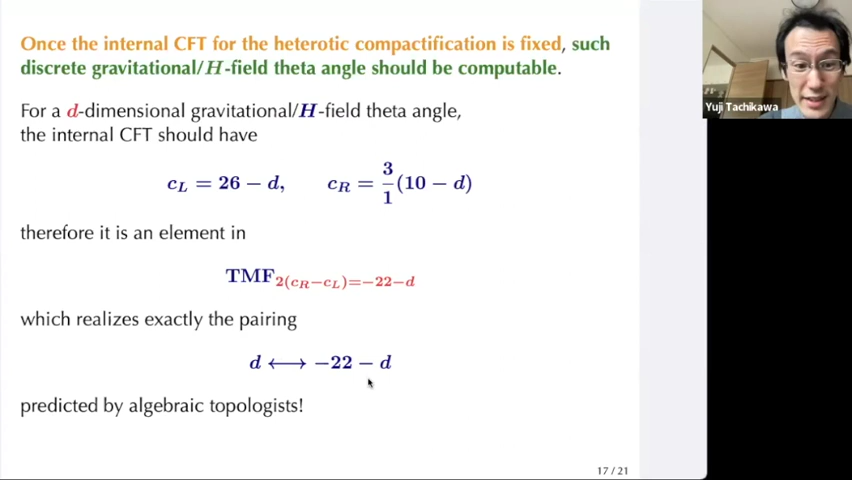 Once the internal CFT for the heterotic compactification is fixed, such
discrete gravitational/H-field theta angle should be computable.
For a d-dimensional gravitational/H-field theta angle,
the internal CFT should have
c_L = 26 − d, c_R = 3/1 (10 − d)
therefore it is an element in
TMF_{2(c_R−c_L)=−22−d}
which realizes exactly the pairing
d ⟷ −22 − d
predicted by algebraic topologists!
17 / 21
Yuji Tachikawa